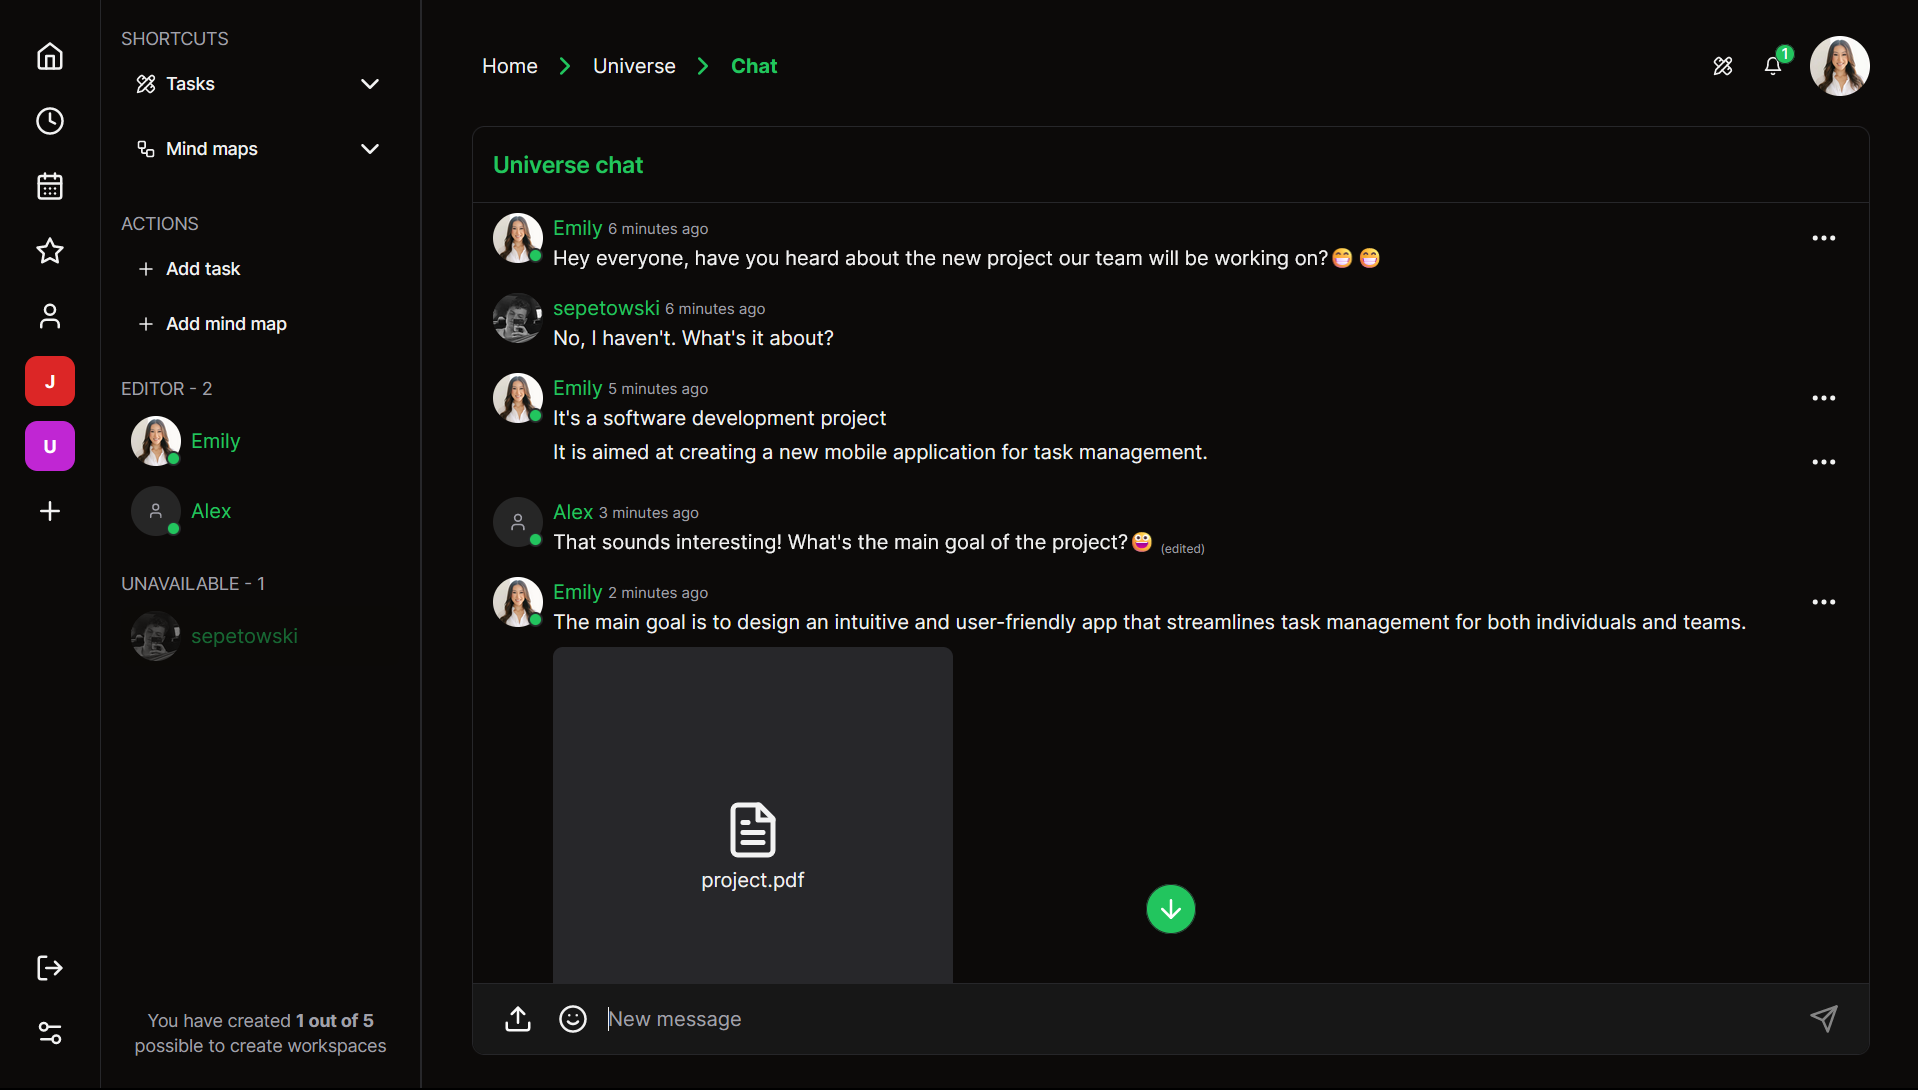 SHORTCUTS
Tasks
Mind maps
ACTIONS
Add task
Add mind map
EDITOR - 2
Emily
Alex
UNAVAILABLE - 1
sepetowski
You have created 1 out of 5
possible to create workspaces
J
U
Home
Universe
Chat
1
Universe chat
Emily 6 minutes ago
Hey everyone, have you heard about the new project our team will be working on?😁 😁
sepetowski 6 minutes ago
No, I haven't. What's it about?
Emily 5 minutes ago
It's a software development project
It is aimed at creating a new mobile application for task management.
Alex 3 minutes ago
That sounds interesting! What's the main goal of the project?😀 (edited)
Emily 2 minutes ago
The main goal is to design an intuitive and user-friendly app that streamlines task management for both individuals and teams.
project.pdf
New message